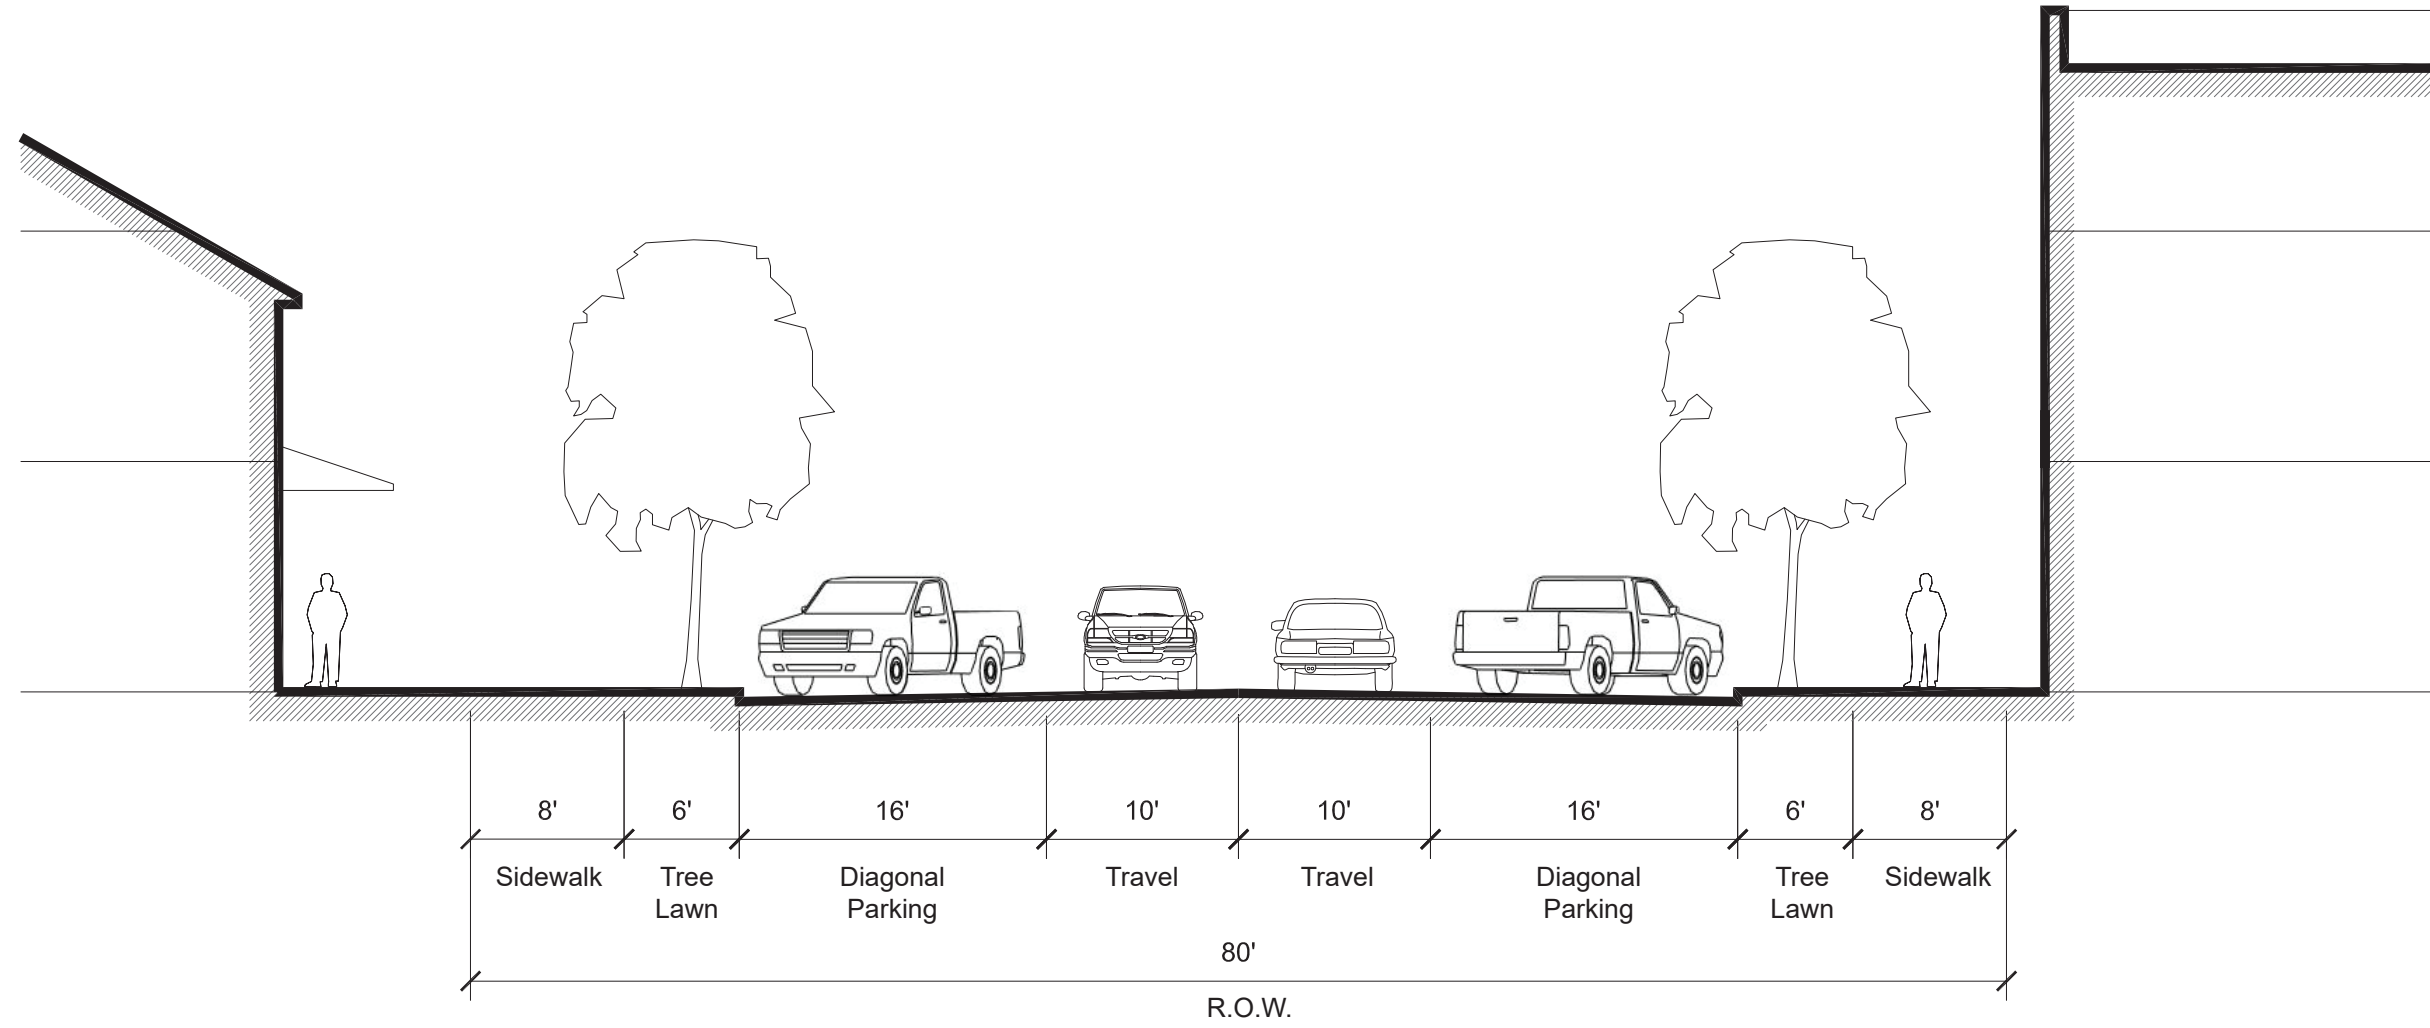 8' 6' 16' 10' 10' 16' 6' 8'
Sidewalk Tree Diagonal Travel Travel Diagonal Tree Sidewalk
Lawn Parking Parking Lawn
80'
R.O.W.